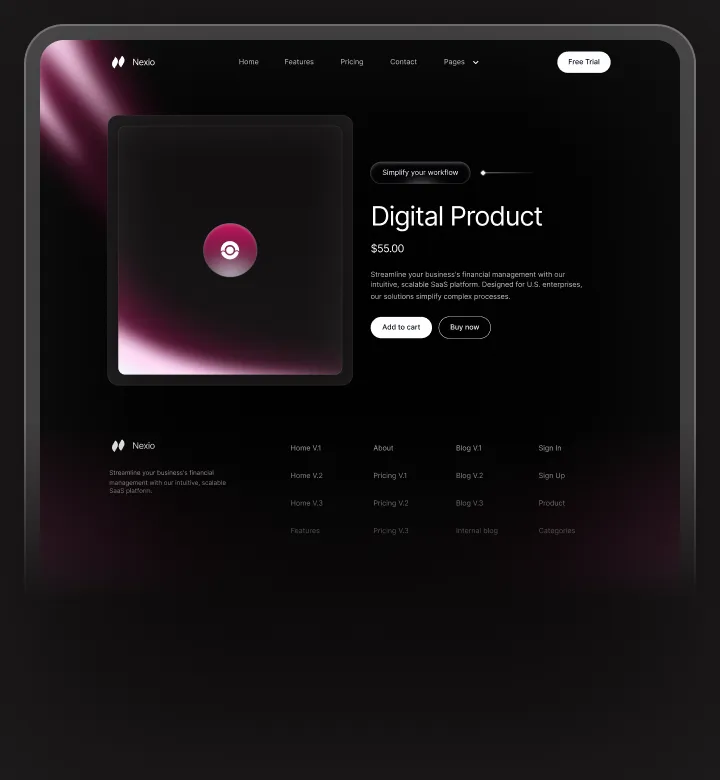 Nexio
Home Features Pricing Contact Pages
Free Trial
Simplify your workflow
Digital Product
$55.00
Streamline your business's financial management with our
intuitive, scalable SaaS platform. Designed for U.S. enterprises,
our solutions simplify complex processes.
Add to cart Buy now
Nexio
Streamline your business's financial
management with our intuitive, scalable
SaaS platform.
Home V.1 About Blog V.1 Sign In
Home V.2 Pricing V.1 Blog V.2 Sign Up
Home V.3 Pricing V.2 Blog V.3 Product
Features Pricing V.3 Internal blog Categories